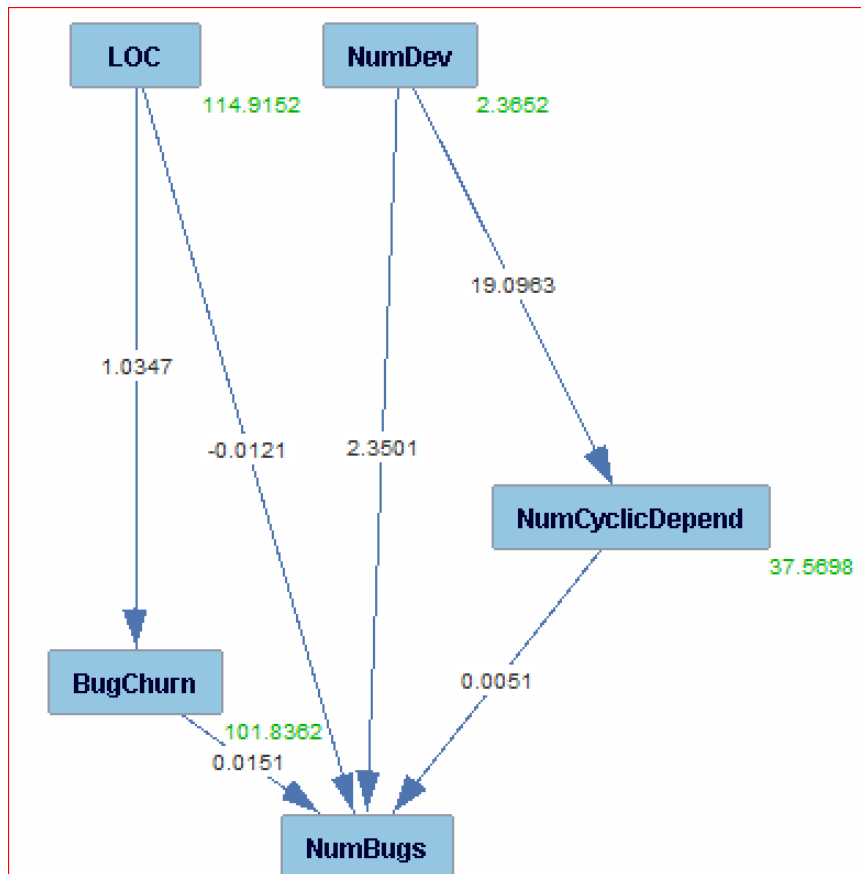 LOC
NumDev
114.9152
2.3652
19.0963
1.0347
-0.0121
2.3501
NumCyclicDepend
37.5698
BugChurn
0.0051
101.8362
0.0151
NumBugs